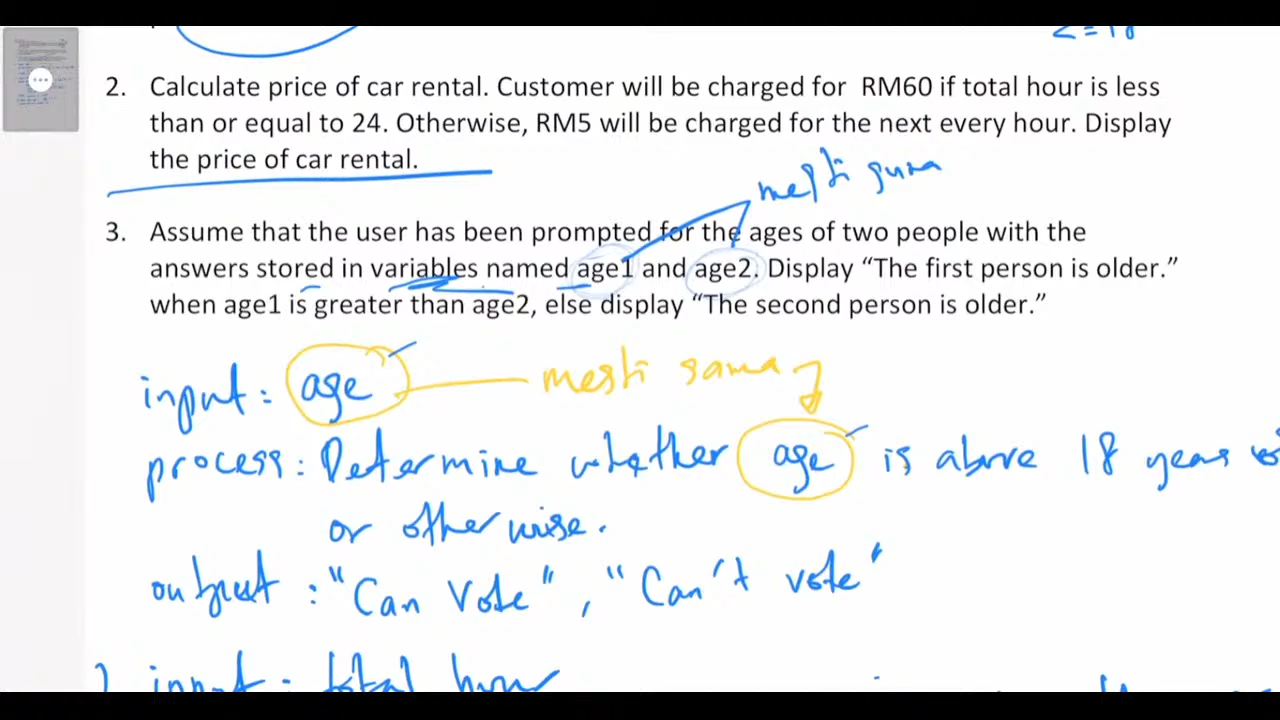 2. Calculate price of car rental. Customer will be charged for RM60 if total hour is less
than or equal to 24. Otherwise, RM5 will be charged for the next every hour. Display
the price of car rental.
mesti guna
3. Assume that the user has been prompted for the ages of two people with the
answers stored in variables named age1 and age2. Display “The first person is older.”
when age1 is greater than age2, else display “The second person is older.”
input : age mesti sama
process : Determine whether age is above 18 years
or otherwise.
output : "Can Vote", "Can't vote"
input : total hour